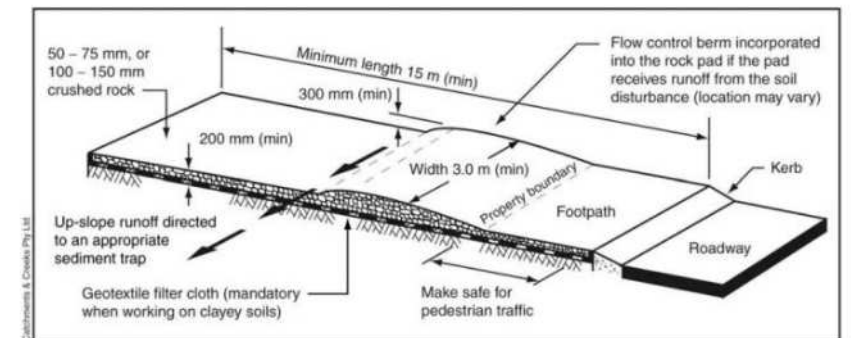 50 – 75 mm, or
100 – 150 mm
crushed rock
Minimum length 15 m (min)
300 mm (min)
Flow control berm incorporated
into the rock pad if the pad
receives runoff from the soil
disturbance (location may vary)
200 mm (min)
Width 3.0 m (min)
Kerb
Property boundary
Footpath
Up-slope runoff directed
to an appropriate
sediment trap
Roadway
Geotextile filter cloth (mandatory
when working on clayey soils)
Make safe for
pedestrian traffic
Catchments & Creeks Pty Ltd